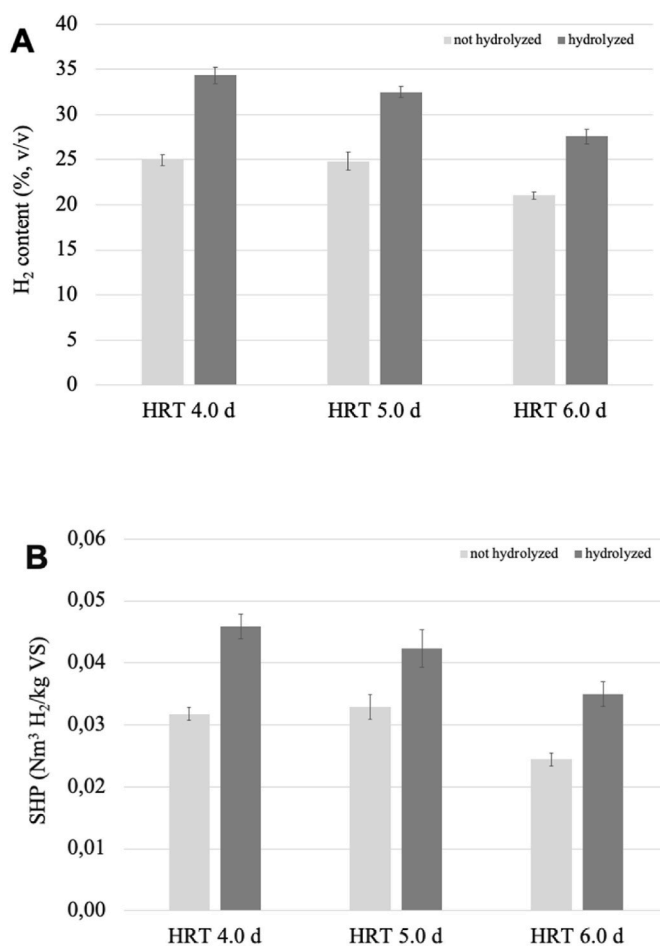 A
40
not hydrolyzed hydrolyzed
35
30
25
20
15
10
5
0
H₂ content (%, v/v)
HRT 4.0 d HRT 5.0 d HRT 6.0 d
B
0,06
not hydrolyzed hydrolyzed
0,05
0,04
0,03
0,02
0,01
0,00
SHP (Nm³ H₂/kg VS)
HRT 4.0 d HRT 5.0 d HRT 6.0 d